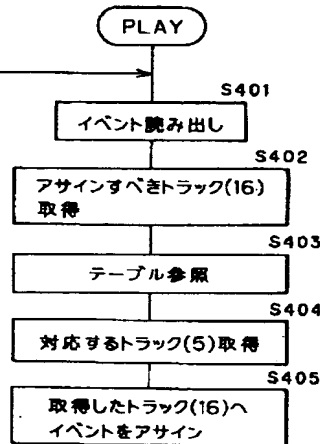 PLAY
S401
イベント読み出し
S402
アサインすべきトラック(16)
取得
S403
テーブル参照
S404
対応するトラック(5)取得
S405
取得したトラック(16)へ
イベントをアサイン